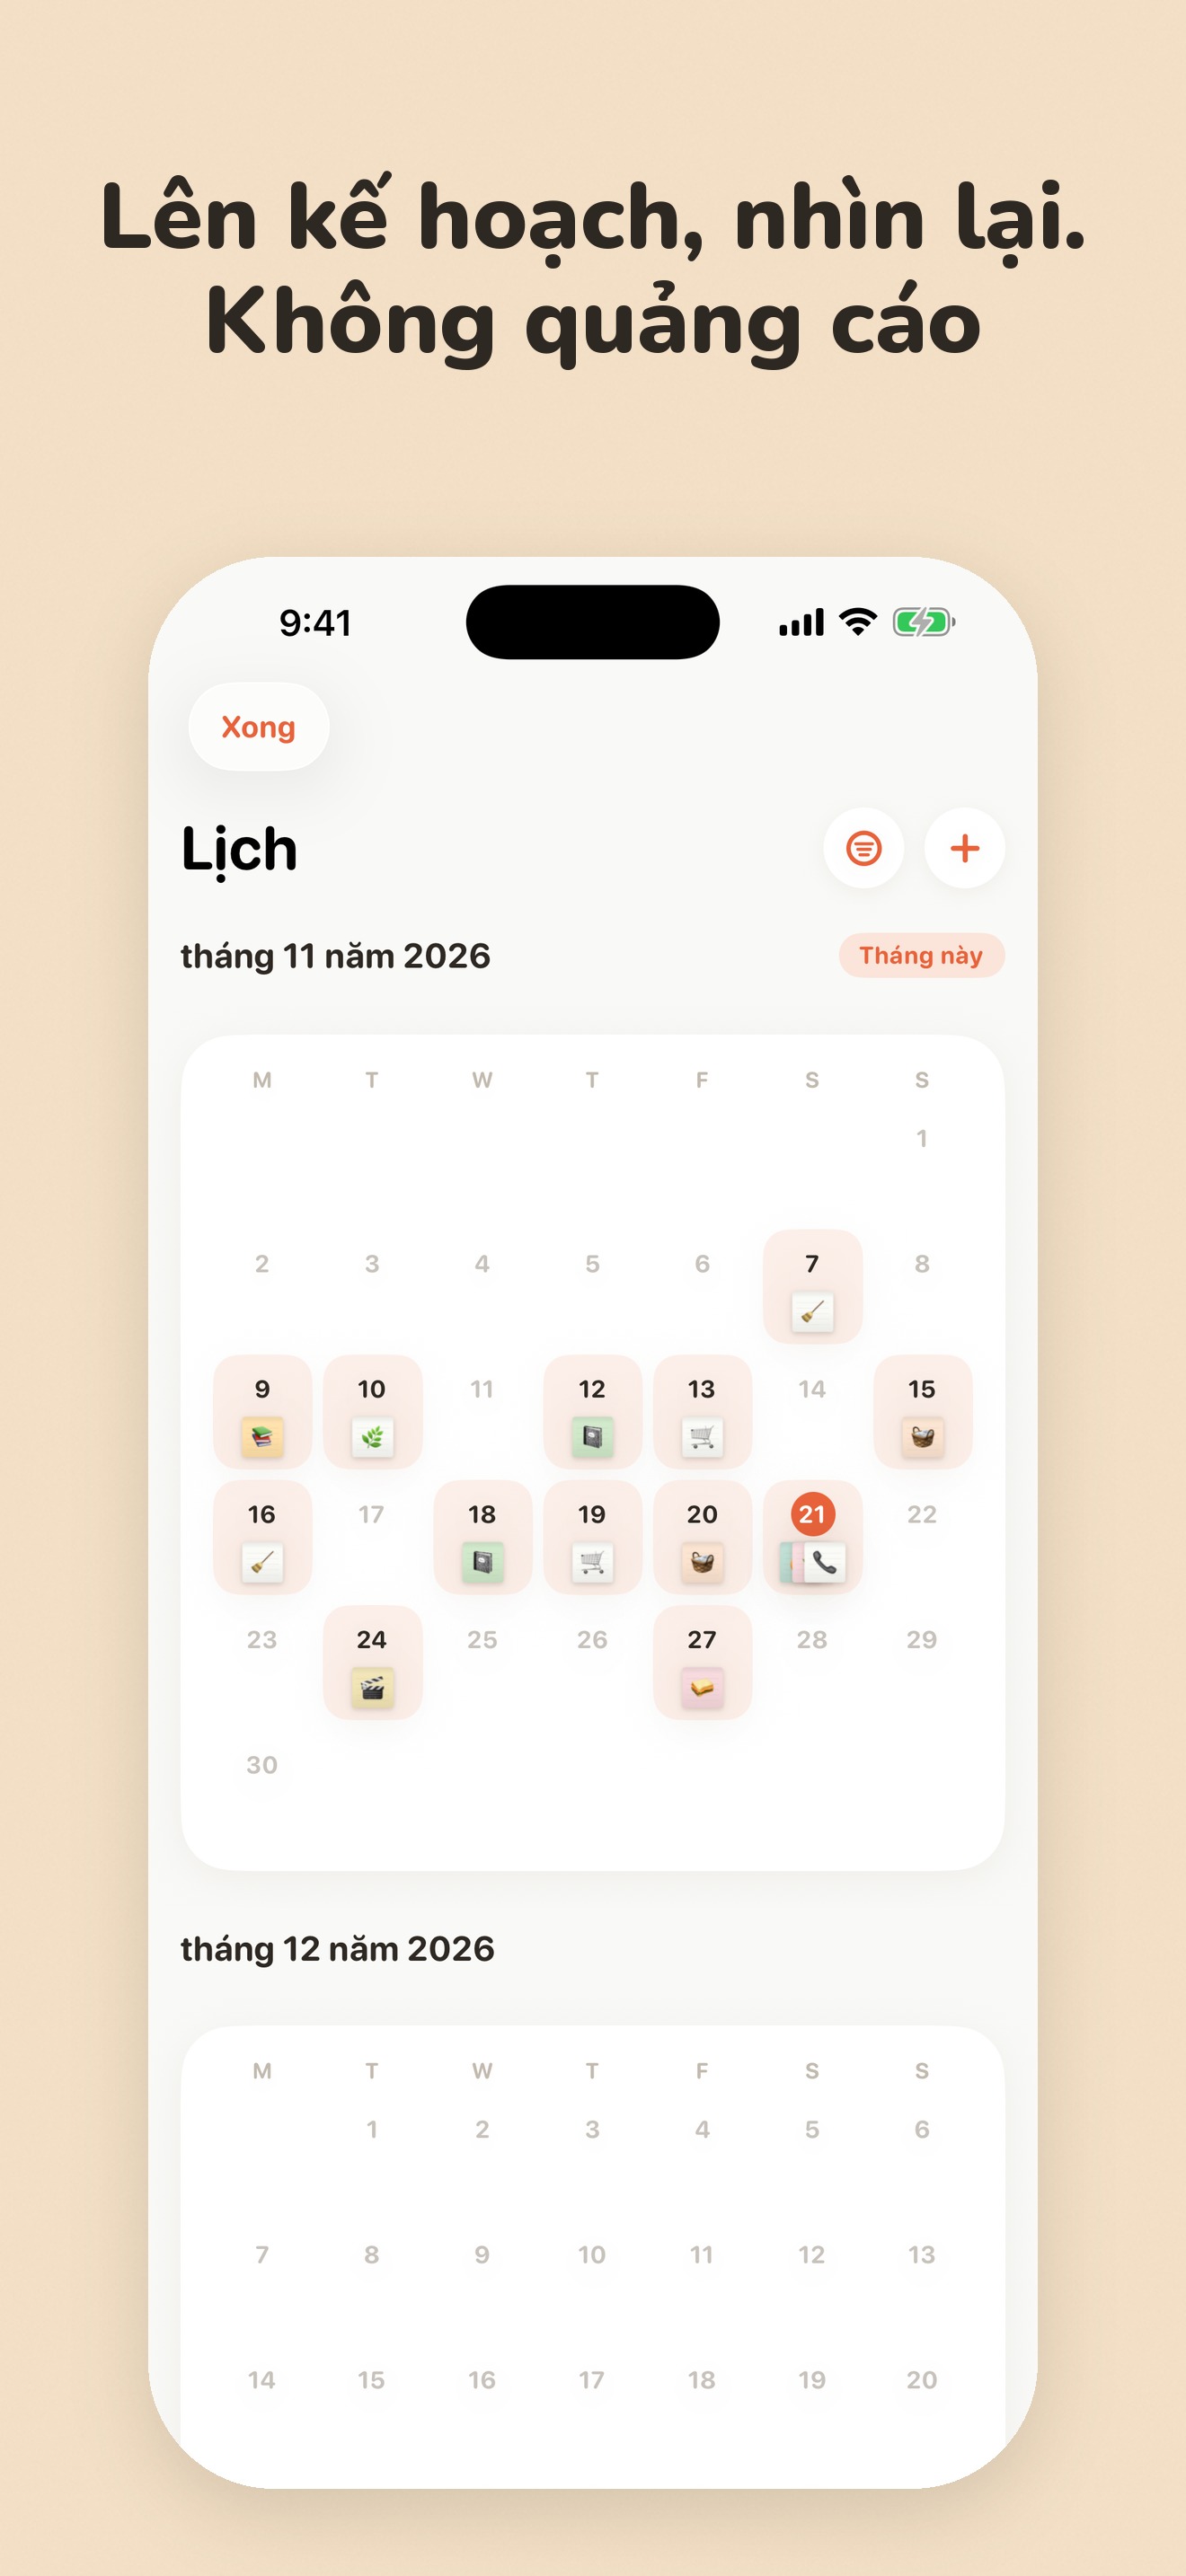 Lên kế hoạch, nhìn lại.
Không quảng cáo
9:41
Xong
Lịch
tháng 11 năm 2026
Tháng này
M T W T F S S
1
2 3 4 5 6 7 8
9 10 11 12 13 14 15
16 17 18 19 20 21 22
23 24 25 26 27 28 29
30
tháng 12 năm 2026
M T W T F S S
1 2 3 4 5 6
7 8 9 10 11 12 13
14 15 16 17 18 19 20